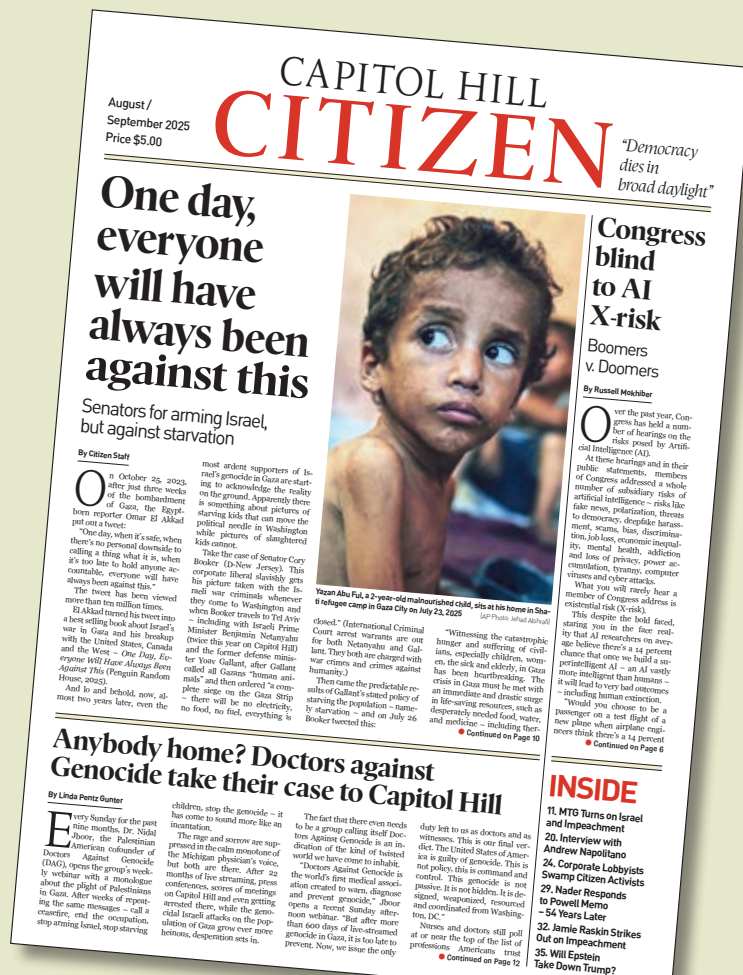 CAPITOL HILL
CITIZEN
August /
September 2025
Price $5.00
“Democracy
dies in
broad daylight”
One day,
everyone
will have
always been
against this
Senators for arming Israel,
but against starvation
By Citizen Staff
On October 25, 2023,
after just three weeks
of the bombardment
of Gaza, the Egypt-
born reporter Omar El Akkad
put out a tweet:
“One day, when it’s safe, when
there’s no personal downside to
calling a thing what it is, when
it’s too late to hold anyone ac-
countable, everyone will have
always been against this.”
The tweet has been viewed
more than ten million times.
El Akkad turned his tweet into
a best selling book about Israel’s
war in Gaza and his breakup
with the United States, Canada
and the West – One Day, Ev-
eryone Will Have Always Been
Against This (Penguin Random
House, 2025).
And lo and behold, now, al-
most two years later, even the
most ardent supporters of Is-
rael’s genocide in Gaza are start-
ing to acknowledge the reality
on the ground. Apparently there
is something about pictures of
starving kids that can move the
political needle in Washington
while pictures of slaughtered
kids cannot.
Take the case of Senator Cory
Booker (D-New Jersey). This
corporate liberal slavishly gets
his picture taken with the Is-
raeli war criminals whenever
they come to Washington and
when Booker travels to Tel Aviv
– including with Israeli Prime
Minister Benjamin Netanyahu
(twice this year on Capitol Hill)
and the former defense minis-
ter Yoav Gallant, after Gallant
called all Gazans “human ani-
mals” and then ordered “a com-
plete siege on the Gaza Strip
– there will be no electricity,
no food, no fuel, everything is
closed.” (International Criminal
Court arrest warrants are out
for both Netanyahu and Gal-
lant. They both are charged with
war crimes and crimes against
humanity.)
Then came the predictable re-
sults of Gallant’s stated policy of
starving the population – name-
ly starvation – and on July 26
Booker tweeted this:
“Witnessing the catastrophic
hunger and suffering of civil-
ians, especially children, wom-
en, the sick and elderly, in Gaza
has been heartbreaking. The
crisis in Gaza must be met with
an immediate and drastic surge
in life-saving resources, such as
desperately needed food, water,
and medicine – including ther-
Continued on Page 10
Yazan Abu Ful, a 2-year-old malnourished child, sits at his home in Sha-
ti refugee camp in Gaza City on July 23, 2025
(AP Photo: Jehad Alshrafi)
Congress
blind
to AI
X-risk
Boomers
v. Doomers
By Russell Mokhiber
Over the past year, Con-
gress has held a num-
ber of hearings on the
risks posed by Artifi-
cial Intelligence (AI).
At these hearings and in their
public statements, members
of Congress addressed a whole
number of subsidiary risks of
artificial intelligence – risks like
fake news, polarization, threats
to democracy, deepfake harass-
ment, scams, bias, discrimina-
tion, job loss, economic inequal-
ity, mental health, addiction
and loss of privacy, power ac-
cumulation, tyranny, computer
viruses and cyber attacks.
What you will rarely hear a
member of Congress address is
existential risk (X-risk).
This despite the bold faced,
staring you in the face real-
ity that AI researchers on aver-
age believe there’s a 14 percent
chance that once we build a su-
perintelligent AI – an AI vastly
more intelligent than humans –
it will lead to very bad outcomes
– including human extinction.
“Would you choose to be a
passenger on a test flight of a
new plane when airplane engi-
neers think there’s a 14 percent
Continued on Page 6
Anybody home? Doctors against
Genocide take their case to Capitol Hill
By Linda Pentz Gunter
Every Sunday for the past
nine months, Dr. Nidal
Jboor, the Palestinian
American cofounder of
Doctors Against Genocide
(DAG), opens the group’s week-
ly webinar with a monologue
about the plight of Palestinians
in Gaza. After weeks of repeat-
ing the same messages – call a
ceasefire, end the occupation,
stop arming Israel, stop starving
children, stop the genocide – it
has come to sound more like an
incantation.
The rage and sorrow are sup-
pressed in the calm monotone of
the Michigan physician’s voice,
but both are there. After 22
months of live streaming, press
conferences, scores of meetings
on Capitol Hill and even getting
arrested there, while the geno-
cidal Israeli attacks on the pop-
ulation of Gaza grow ever more
heinous, desperation sets in.
The fact that there even needs
to be a group calling itself Doc-
tors Against Genocide is an in-
dication of the kind of twisted
world we have come to inhabit.
“Doctors Against Genocide is
the world’s first medical associ-
ation created to warn, diagnose
and prevent genocide,” Jboor
opens a recent Sunday after-
noon webinar. “But after more
than 600 days of live-streamed
genocide in Gaza, it is too late to
prevent. Now, we issue the only
duty left to us as doctors and as
witnesses. This is our final ver-
dict. The United States of Amer-
ica is guilty of genocide. This is
not policy, this is command and
control. This genocide is not
passive. It is not hidden. It is de-
signed, weaponized, resourced
and coordinated from Washing-
ton, DC.”
Nurses and doctors still poll
at or near the top of the list of
professions Americans trust
Continued on Page 12
INSIDE
11. MTG Turns on Israel
and Impeachment
20. Interview with
Andrew Napolitano
24. Corporate Lobbyists
Swamp Citizen Activists
29. Nader Responds
to Powell Memo
– 54 Years Later
32. Jamie Raskin Strikes
Out on Impeachment
35. Will Epstein
Take Down Trump?